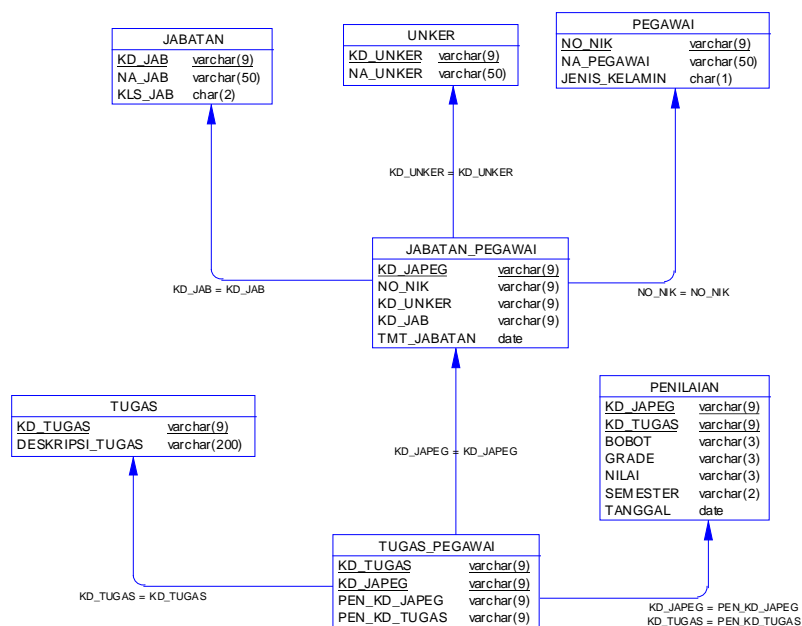 JABATAN
KD_JAB varchar(9)
NA_JAB varchar(50)
KLS_JAB char(2)
UNKER
KD_UNKER varchar(9)
NA_UNKER varchar(50)
PEGAWAI
NO_NIK varchar(9)
NA_PEGAWAI varchar(50)
JENIS_KELAMIN char(1)
KD_UNKER = KD_UNKER
KD_JAB = KD_JAB
NO_NIK = NO_NIK
JABATAN_PEGAWAI
KD_JAPEG varchar(9)
NO_NIK varchar(9)
KD_UNKER varchar(9)
KD_JAB varchar(9)
TMT_JABATAN date
TUGAS
KD_TUGAS varchar(9)
DESKRIPSI_TUGAS varchar(200)
KD_JAPEG = KD_JAPEG
PENILAIAN
KD_JAPEG varchar(9)
KD_TUGAS varchar(9)
BOBOT varchar(3)
GRADE varchar(3)
NILAI varchar(3)
SEMESTER varchar(2)
TANGGAL date
KD_TUGAS = KD_TUGAS
TUGAS_PEGAWAI
KD_TUGAS varchar(9)
KD_JAPEG varchar(9)
PEN_KD_JAPEG varchar(9)
PEN_KD_TUGAS varchar(9)
KD_JAPEG = PEN_KD_JAPEG
KD_TUGAS = PEN_KD_TUGAS